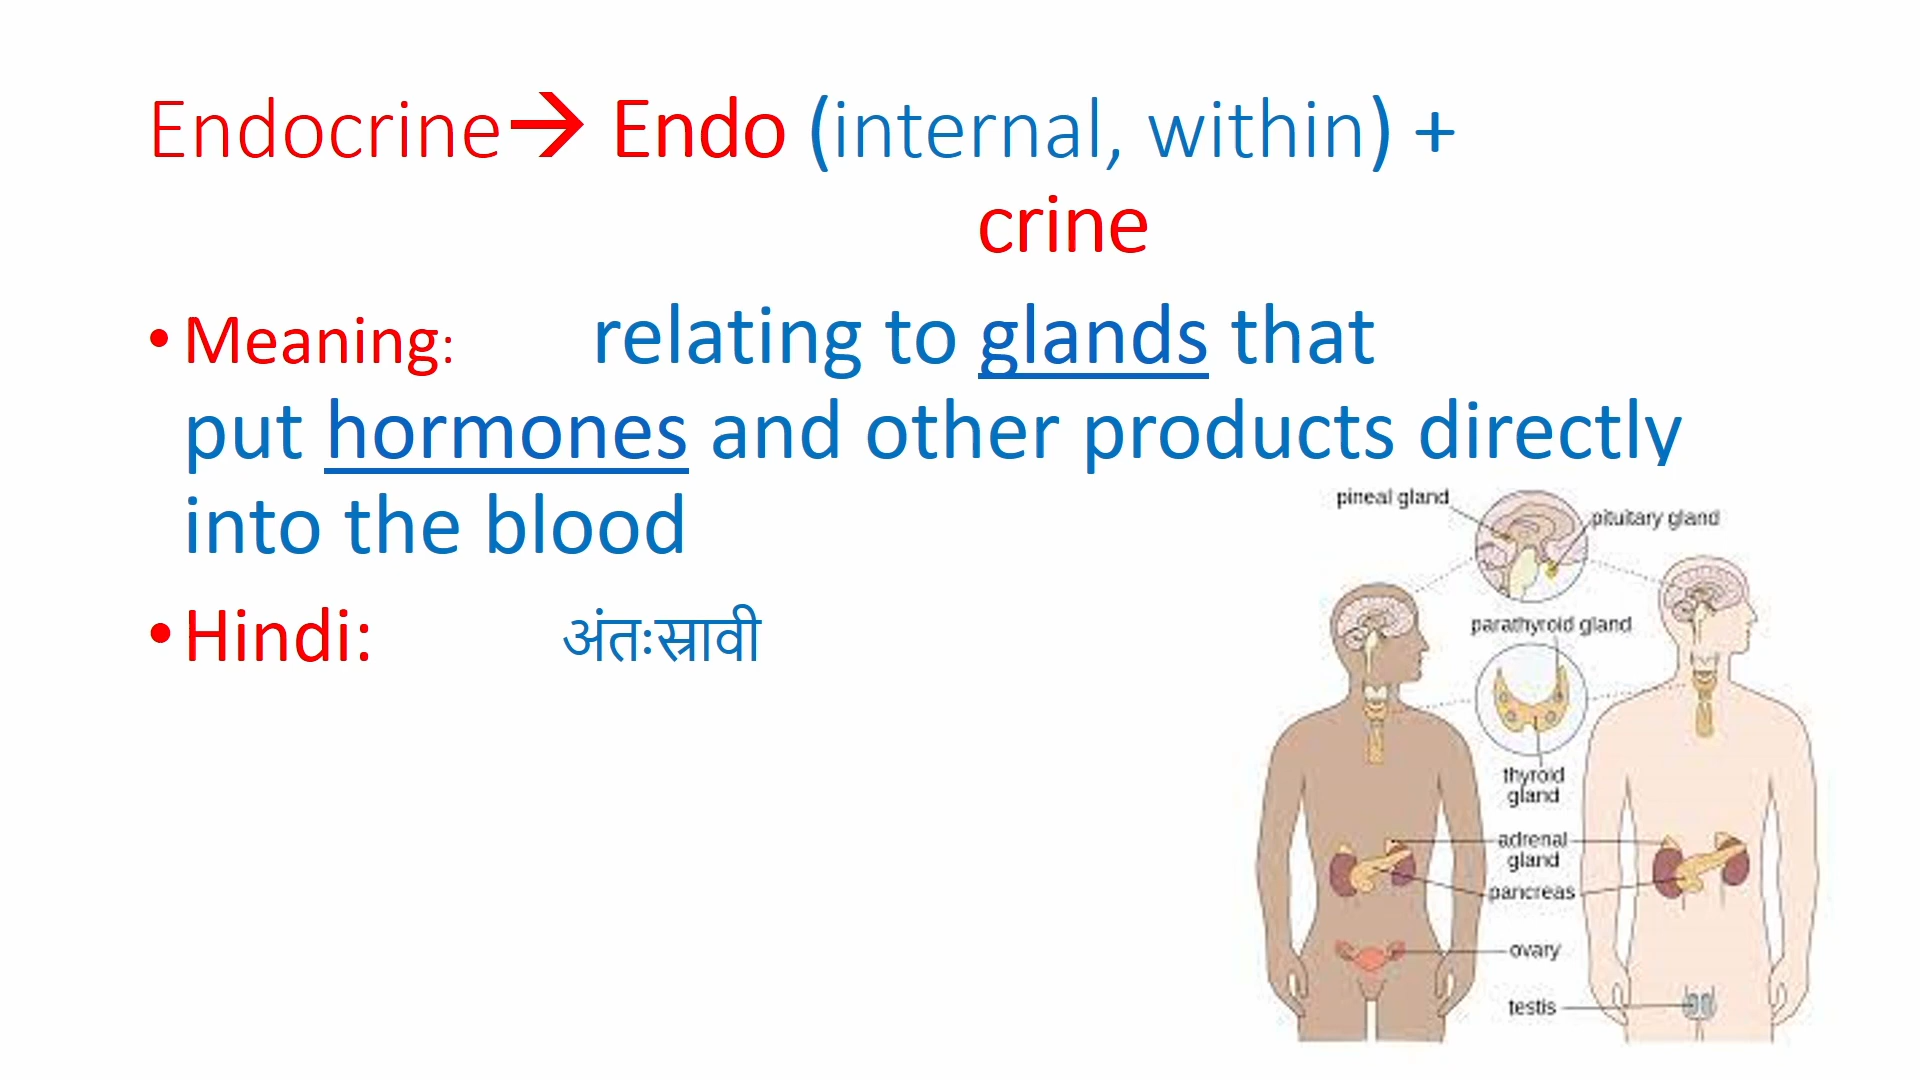 Endocrine→ Endo (internal, within) +
crine
• Meaning: relating to glands that
put hormones and other products directly
into the blood
• Hindi: अंतःस्रावी
pineal gland
pituitary gland
parathyroid gland
thyroid
gland
adrenal
gland
pancreas
ovary
testis